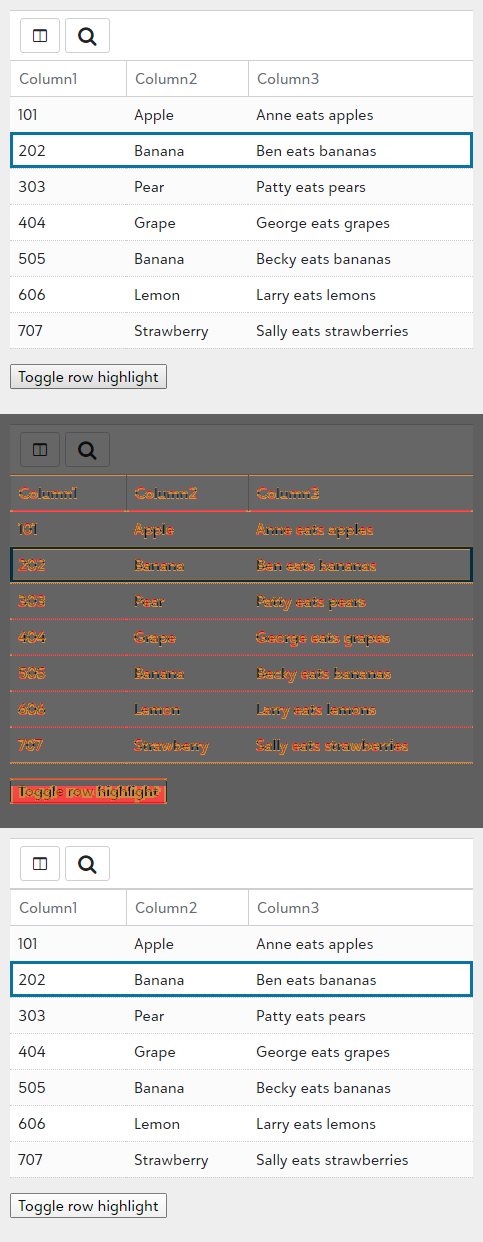 Column1 Column2 Column3
101 Apple Anne eats apples
202 Banana Ben eats bananas
303 Pear Patty eats pears
404 Grape George eats grapes
505 Banana Becky eats bananas
606 Lemon Larry eats lemons
707 Strawberry Sally eats strawberries
Toggle row highlight
Column1 Column2 Column3
101 Apple Anne eats apples
202 Banana Ben eats bananas
303 Pear Patty eats pears
404 Grape George eats grapes
505 Banana Becky eats bananas
606 Lemon Larry eats lemons
707 Strawberry Sally eats strawberries
Toggle row highlight
Column1 Column2 Column3
101 Apple Anne eats apples
202 Banana Ben eats bananas
303 Pear Patty eats pears
404 Grape George eats grapes
505 Banana Becky eats bananas
606 Lemon Larry eats lemons
707 Strawberry Sally eats strawberries
Toggle row highlight